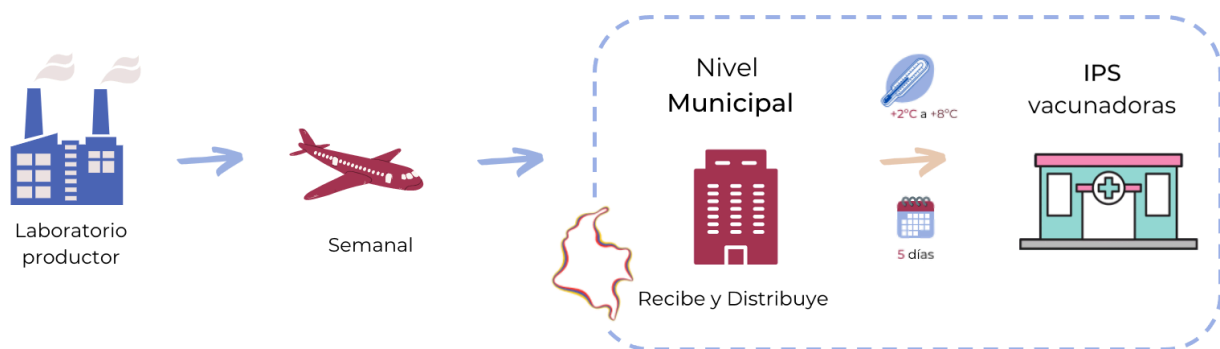 Laboratorio
productor
Semanal
Nivel
Municipal
Recibe y Distribuye
+2°C a +8°C
5 días
IPS
vacunadoras